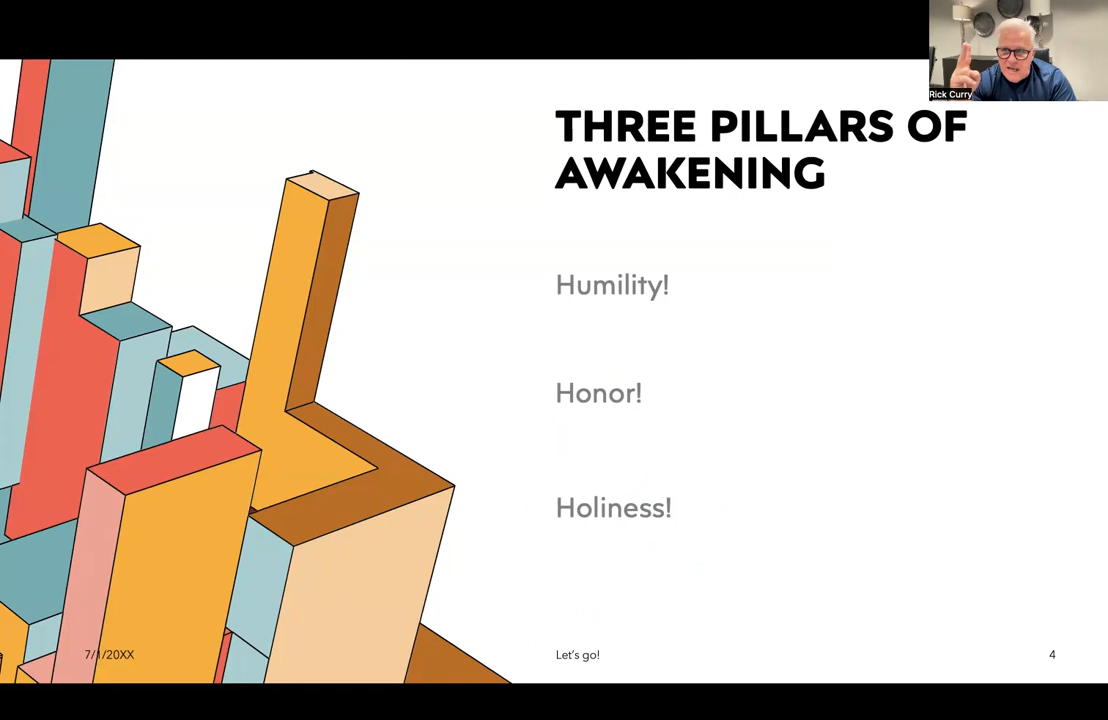 Rick Curry
THREE PILLARS OF
AWAKENING
Humility!
Honor!
Holiness!
7/1/20XX
Let's go!
4